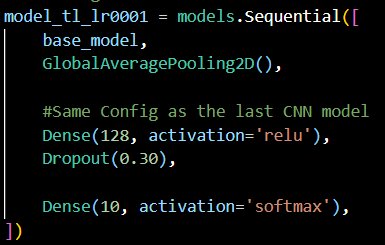 model_tl_lr0001 = models.Sequential([
    base_model,
    GlobalAveragePooling2D(),
    #Same Config as the last CNN model
    Dense(128, activation='relu'),
    Dropout(0.30),
    Dense(10, activation='softmax'),
])